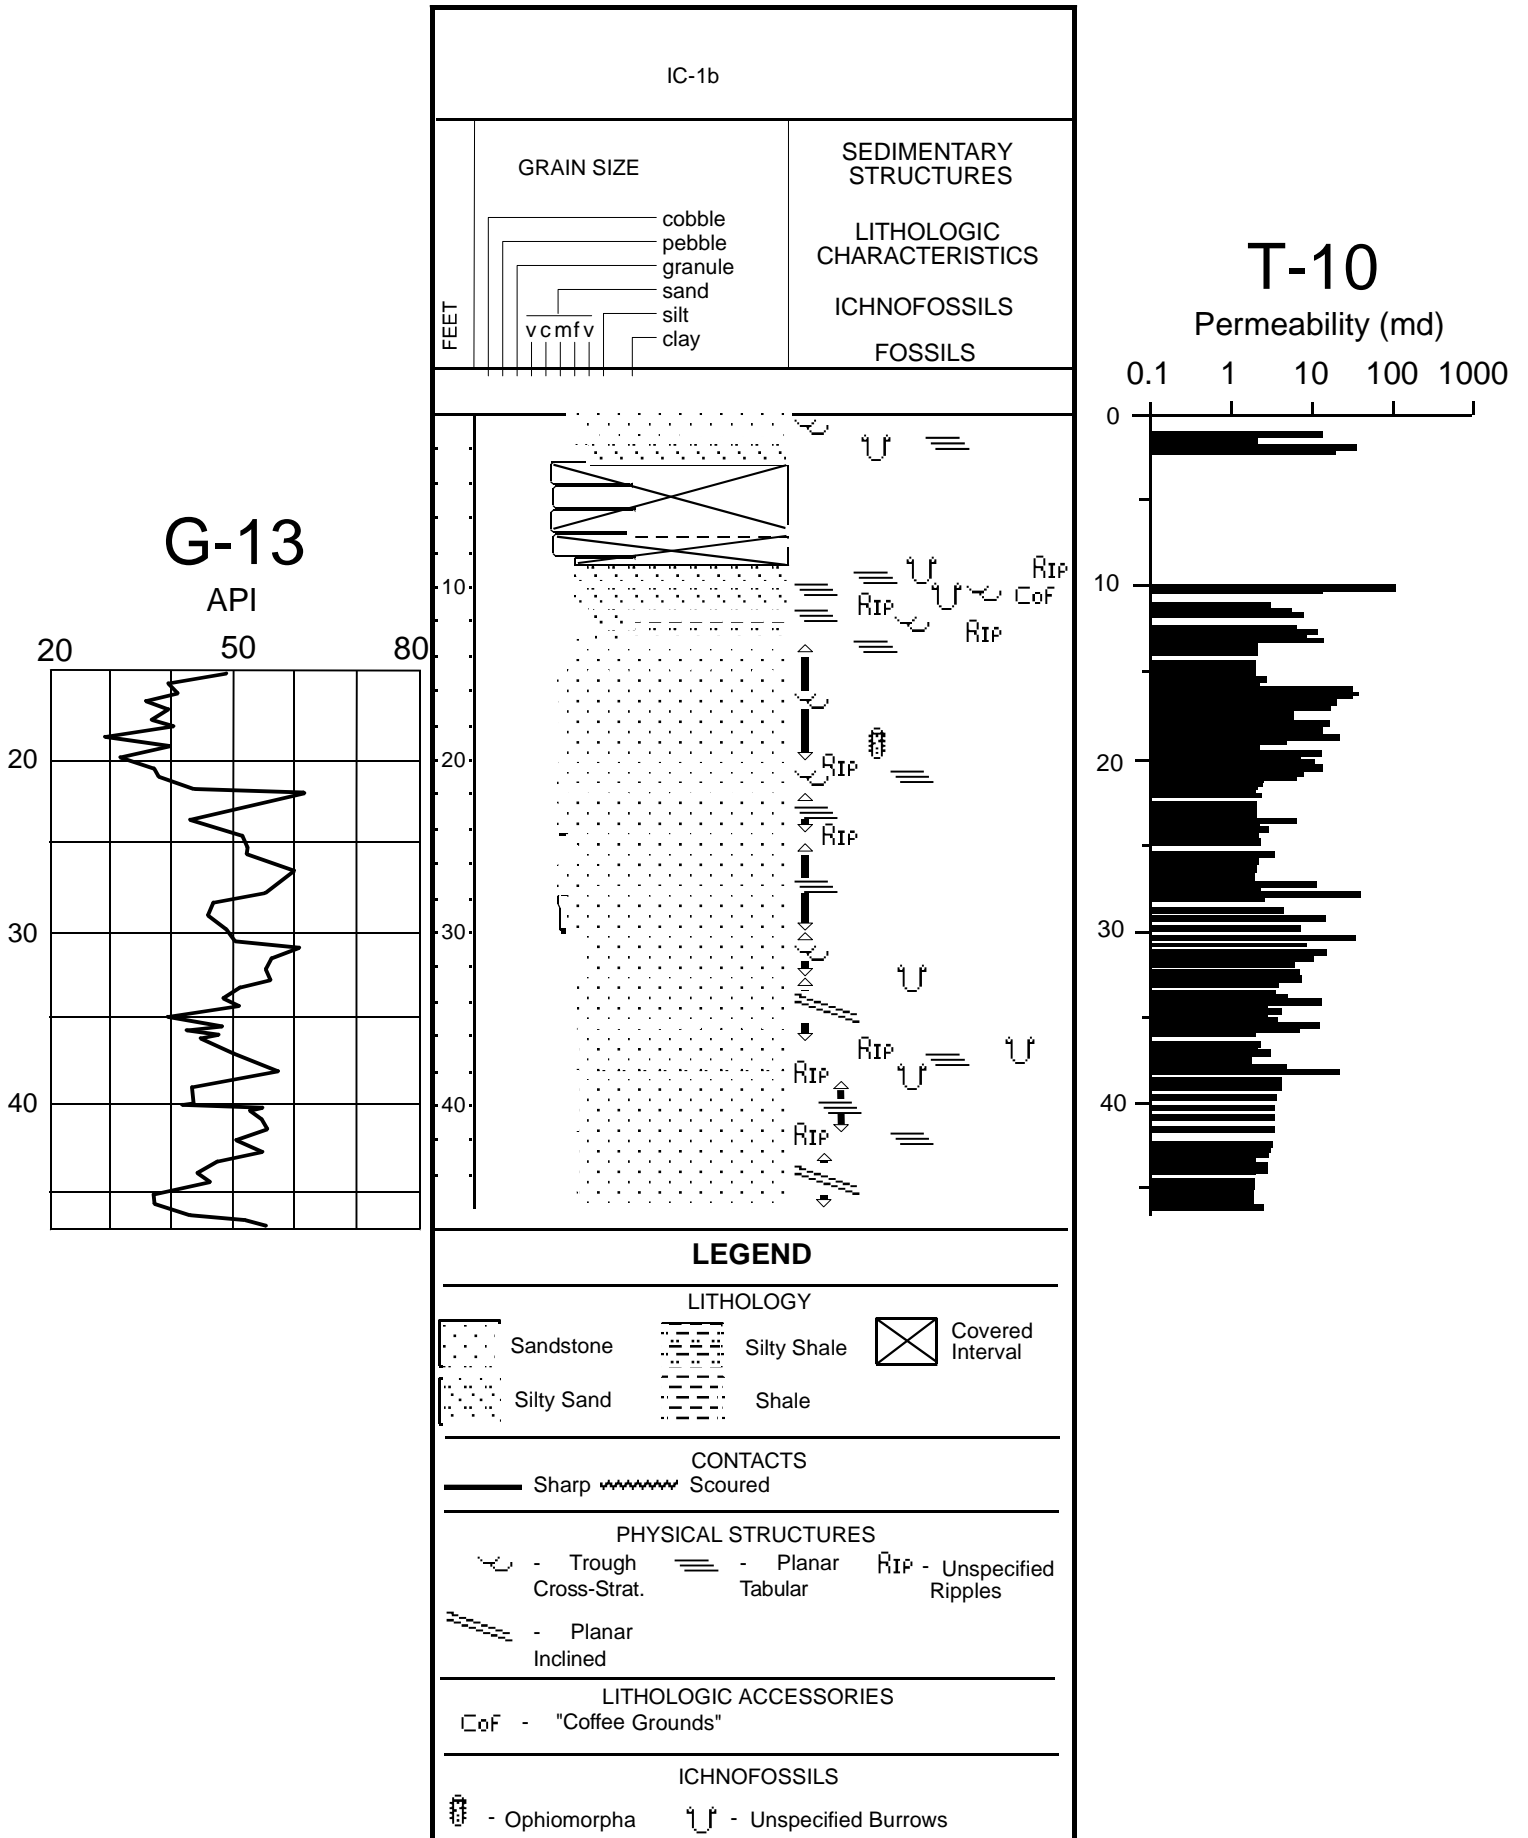 IC-1b
GRAIN SIZE
cobble
pebble
granule
sand
silt
clay
v c m f v
FEET
SEDIMENTARY
STRUCTURES
LITHOLOGIC
CHARACTERISTICS
ICHNOFOSSILS
FOSSILS
G-13
API
20 50 80
20
30
40
10
20
30
40
Rip
CoF
Rip
Rip
Rip
Rip
Rip
Rip
Rip
T-10
Permeability (md)
0.1 1 10 100 1000
0
10
20
30
40
LEGEND
LITHOLOGY
Sandstone
Silty Shale
Covered
Interval
Silty Sand
Shale
CONTACTS
Sharp
Scoured
PHYSICAL STRUCTURES
- Trough
Cross-Strat.
- Planar
Tabular
Rip - Unspecified
Ripples
- Planar
Inclined
LITHOLOGIC ACCESSORIES
CoF - "Coffee Grounds"
ICHNOFOSSILS
- Ophiomorpha
- Unspecified Burrows